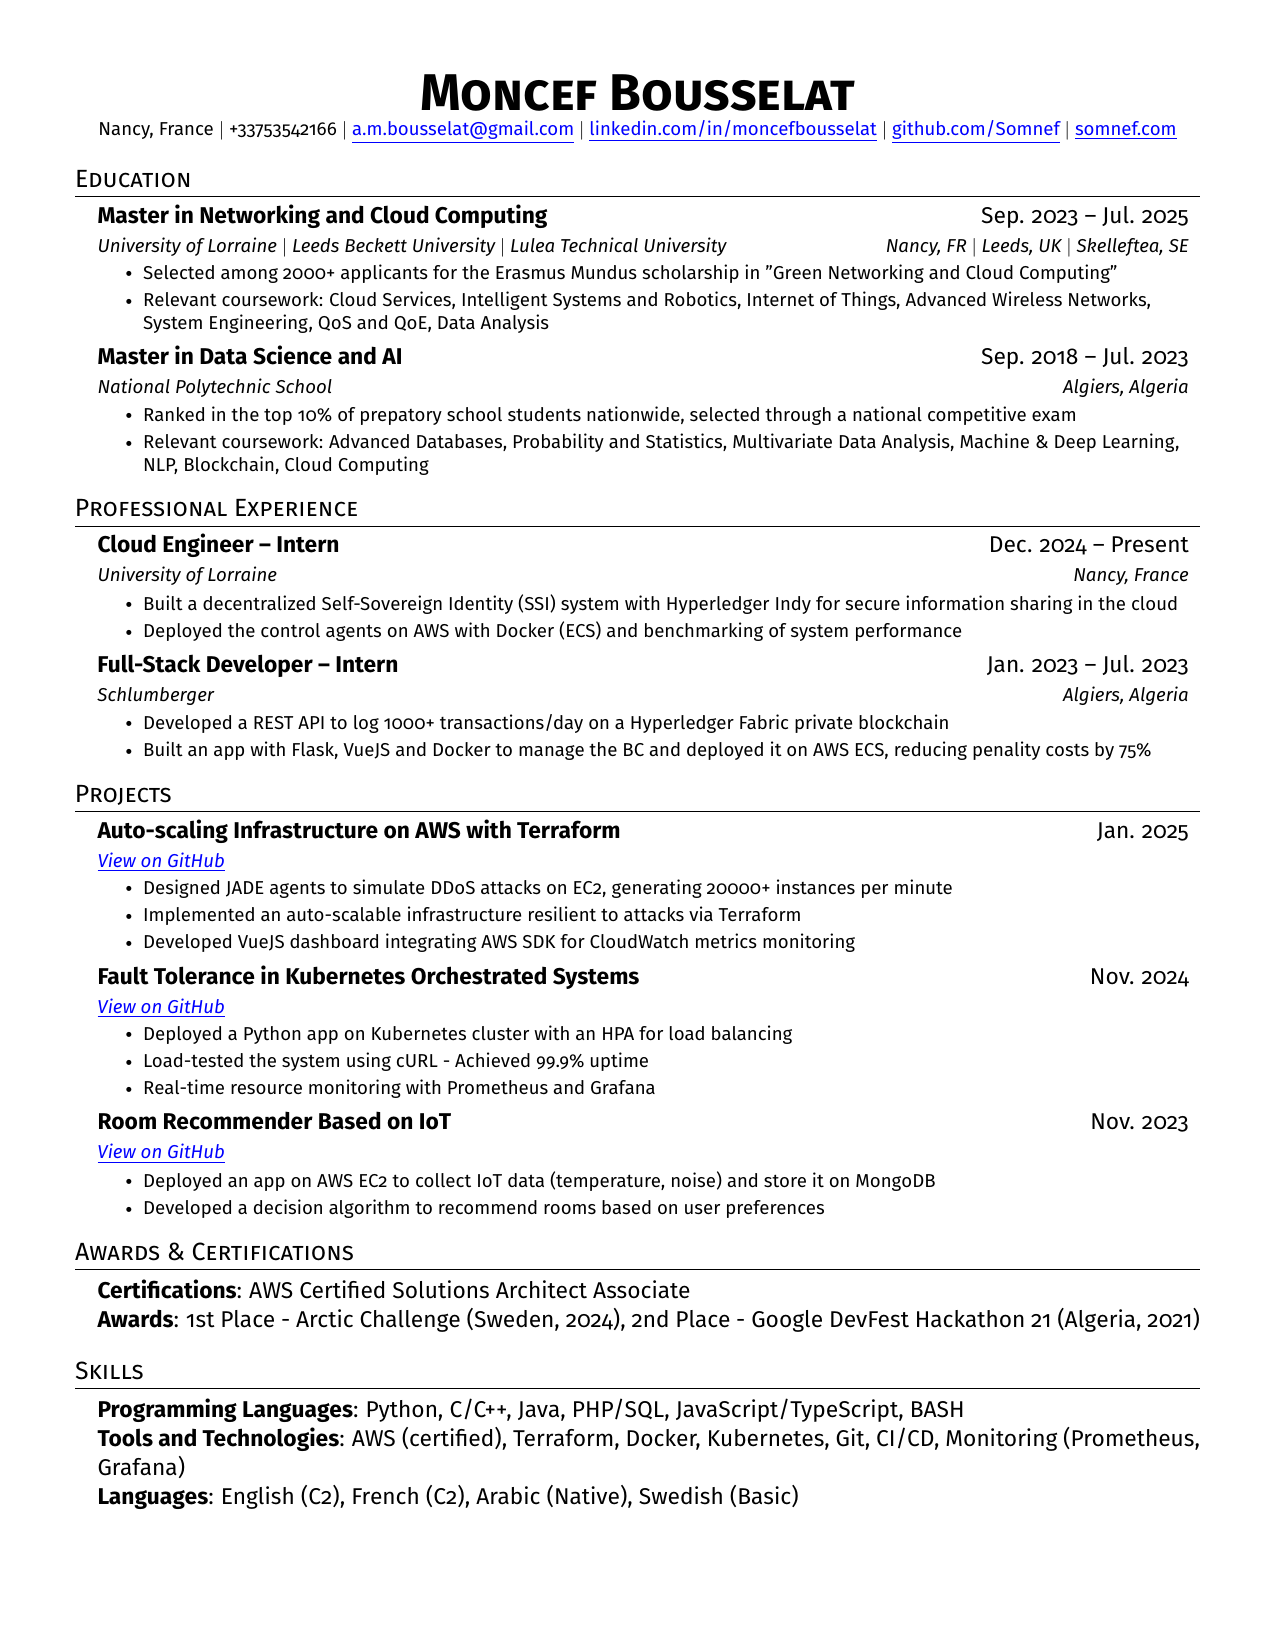 Moncef Bousselat
Nancy, France | +33753542166 | a.m.bousselat@gmail.com | linkedin.com/in/moncefbousselat | github.com/Somnef | somnef.com
Education
Master in Networking and Cloud Computing Sep. 2023 – Jul. 2025
University of Lorraine | Leeds Beckett University | Lulea Technical University Nancy, FR | Leeds, UK | Skelleftea, SE
• Selected among 2000+ applicants for the Erasmus Mundus scholarship in ”Green Networking and Cloud Computing”
• Relevant coursework: Cloud Services, Intelligent Systems and Robotics, Internet of Things, Advanced Wireless Networks,
System Engineering, QoS and QoE, Data Analysis
Master in Data Science and AI Sep. 2018 – Jul. 2023
National Polytechnic School Algiers, Algeria
• Ranked in the top 10% of prepatory school students nationwide, selected through a national competitive exam
• Relevant coursework: Advanced Databases, Probability and Statistics, Multivariate Data Analysis, Machine & Deep Learning,
NLP, Blockchain, Cloud Computing
Professional Experience
Cloud Engineer – Intern Dec. 2024 – Present
University of Lorraine Nancy, France
• Built a decentralized Self-Sovereign Identity (SSI) system with Hyperledger Indy for secure information sharing in the cloud
• Deployed the control agents on AWS with Docker (ECS) and benchmarking of system performance
Full-Stack Developer – Intern Jan. 2023 – Jul. 2023
Schlumberger Algiers, Algeria
• Developed a REST API to log 1000+ transactions/day on a Hyperledger Fabric private blockchain
• Built an app with Flask, VueJS and Docker to manage the BC and deployed it on AWS ECS, reducing penality costs by 75%
Projects
Auto-scaling Infrastructure on AWS with Terraform Jan. 2025
View on GitHub
• Designed JADE agents to simulate DDoS attacks on EC2, generating 20000+ instances per minute
• Implemented an auto-scalable infrastructure resilient to attacks via Terraform
• Developed VueJS dashboard integrating AWS SDK for CloudWatch metrics monitoring
Fault Tolerance in Kubernetes Orchestrated Systems Nov. 2024
View on GitHub
• Deployed a Python app on Kubernetes cluster with an HPA for load balancing
• Load-tested the system using cURL - Achieved 99.9% uptime
• Real-time resource monitoring with Prometheus and Grafana
Room Recommender Based on IoT Nov. 2023
View on GitHub
• Deployed an app on AWS EC2 to collect IoT data (temperature, noise) and store it on MongoDB
• Developed a decision algorithm to recommend rooms based on user preferences
Awards & Certifications
Certifications: AWS Certified Solutions Architect Associate
Awards: 1st Place - Arctic Challenge (Sweden, 2024), 2nd Place - Google DevFest Hackathon 21 (Algeria, 2021)
Skills
Programming Languages: Python, C/C++, Java, PHP/SQL, JavaScript/TypeScript, BASH
Tools and Technologies: AWS (certified), Terraform, Docker, Kubernetes, Git, CI/CD, Monitoring (Prometheus,
Grafana)
Languages: English (C2), French (C2), Arabic (Native), Swedish (Basic)